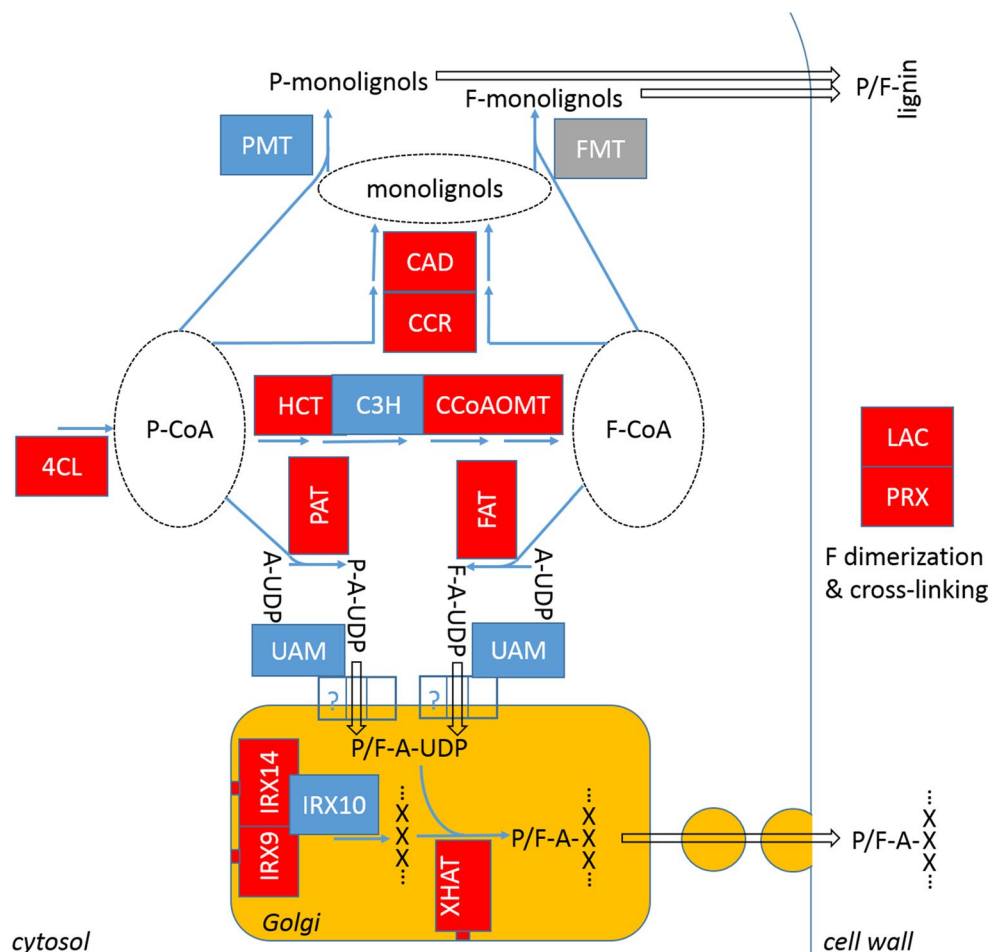 P-monolignols
F-monolignols
P/F-lignin
PMT
FMT
monolignols
CAD
CCR
HCT
C3H
CCoAOMT
P-CoA
F-CoA
4CL
LAC
PRX
PAT
FAT
F dimerization
& cross-linking
A-UDP
P-A-UDP
F-A-UDP
A-UDP
UAM
UAM
?
?
P/F-A-UDP
IRX14
IRX10
IRX9
...X X X...
P/F-A-...X X X...
P/F-A-...X X X...
XHAT
Golgi
cytosol
cell wall